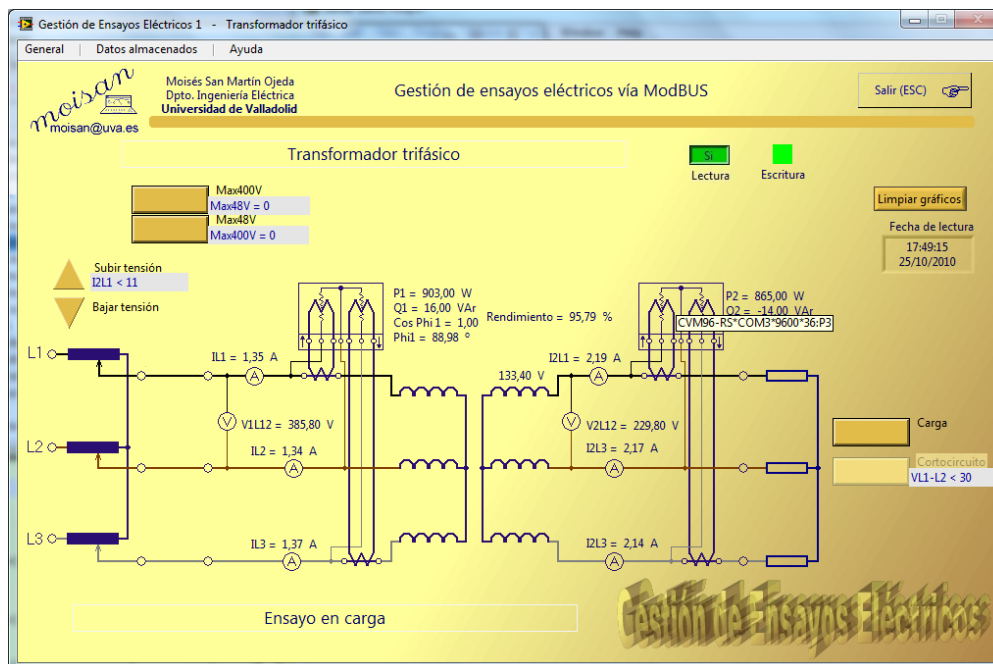 Gestión de Ensayos Eléctricos 1 - Transformador trifásico
General | Datos almacenados | Ayuda
moisan
moisan@uva.es
Moisés San Martín Ojeda
Dpto. Ingeniería Eléctrica
Universidad de Valladolid
Gestión de ensayos eléctricos vía ModBUS
Salir (ESC)
Transformador trifásico
Si
Lectura
Escritura
Max400V
Max48V = 0
Max48V
Max400V = 0
Limpiar gráficos
Fecha de lectura
17:49:15
25/10/2010
Subir tensión
I2L1 < 11
Bajar tensión
P1 = 903,00 W
Q1 = 16,00 VAr
Cos Phi 1 = 1,00
Phi1 = 88,98 º
Rendimiento = 95,79 %
P2 = 865,00 W
Q2 = -14,00 VAr
CVM96-RS*COM3*9600*36:P3
L1
IL1 = 1,35 A
A
133,40 V
I2L1 = 2,19 A
A
V
V1L12 = 385,80 V
V
V2L12 = 229,80 V
L2
IL2 = 1,34 A
A
I2L3 = 2,17 A
A
Carga
Cortocircuito
VL1-L2 < 30
L3
IL3 = 1,37 A
A
I2L3 = 2,14 A
A
Ensayo en carga
Gestión de Ensayos Eléctricos